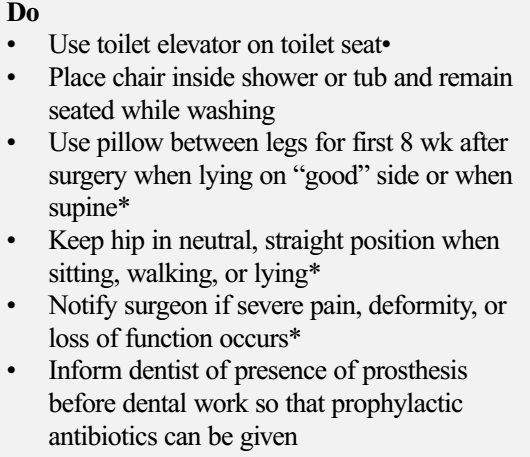 Do
• Use toilet elevator on toilet seat•
• Place chair inside shower or tub and remain
seated while washing
• Use pillow between legs for first 8 wk after
surgery when lying on “good” side or when
supine*
• Keep hip in neutral, straight position when
sitting, walking, or lying*
• Notify surgeon if severe pain, deformity, or
loss of function occurs*
• Inform dentist of presence of prosthesis
before dental work so that prophylactic
antibiotics can be given